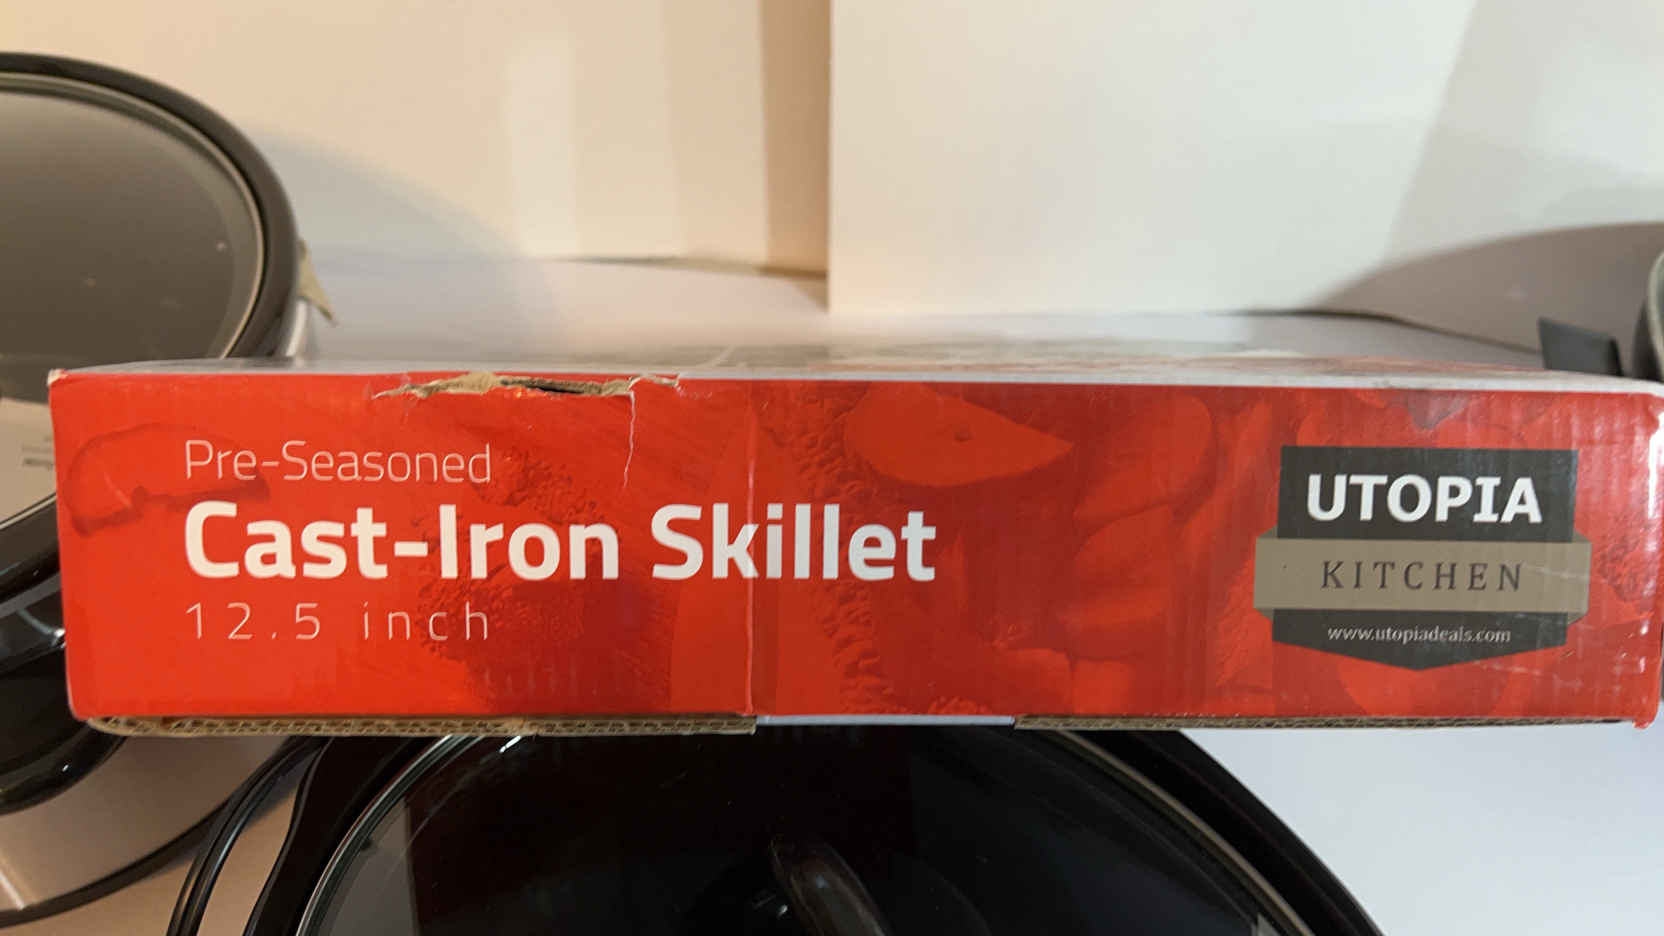 Pre-Seasoned
Cast-Iron Skillet
12.5 inch
UTOPIA
KITCHEN
www.utopiadeals.com